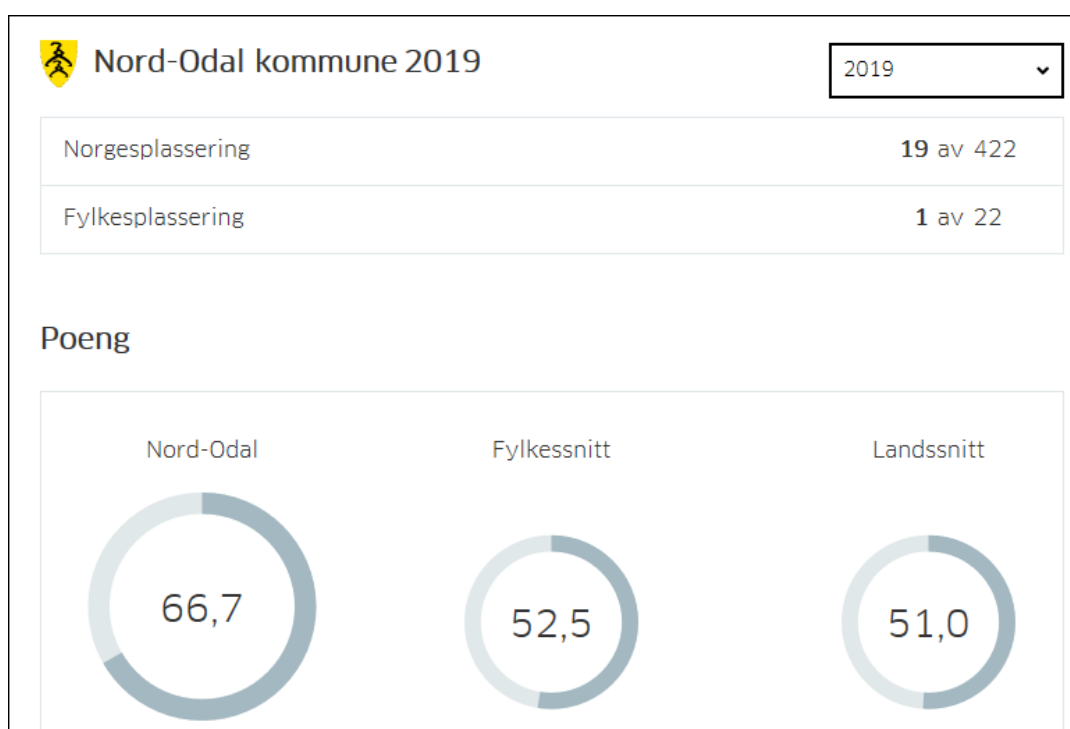 Nord-Odal kommune 2019
2019
Norgesplassering 19 av 422
Fylkesplassering 1 av 22
Poeng
Nord-Odal Fylkessnitt Landssnitt
66,7 52,5 51,0